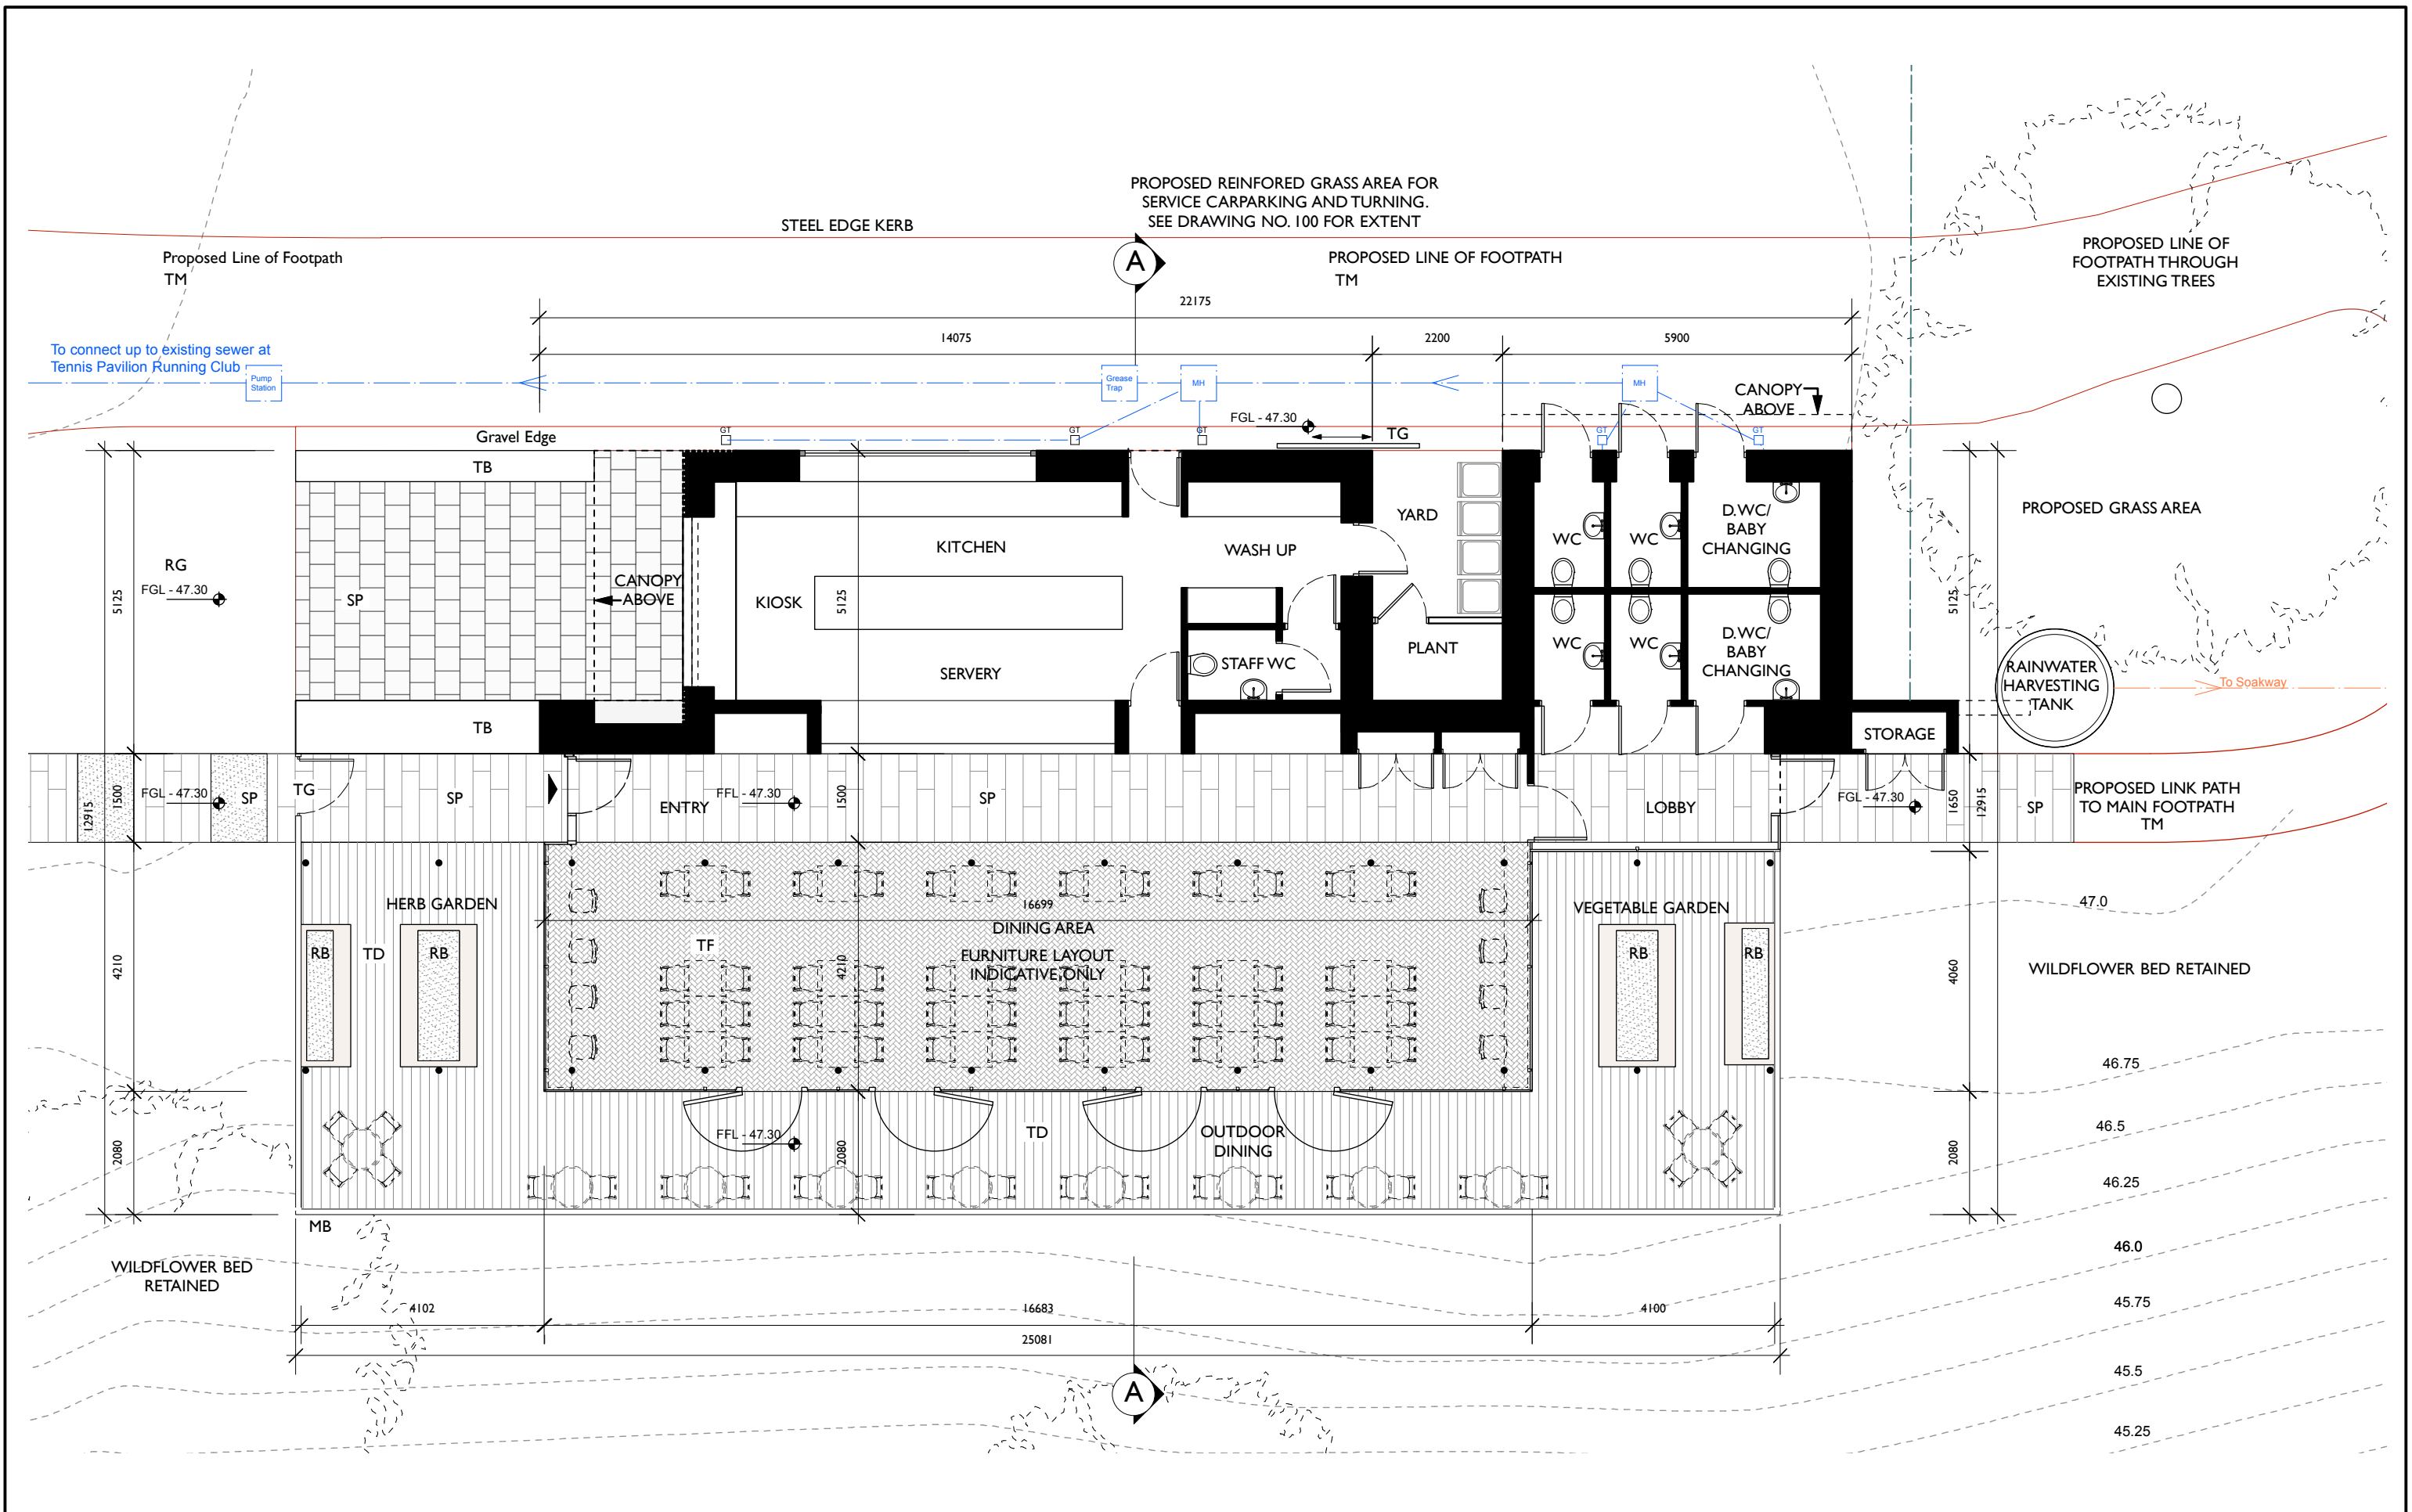 PROPOSED REINFORED GRASS AREA FOR
SERVICE CARPARKING AND TURNING.
SEE DRAWING NO. 100 FOR EXTENT
STEEL EDGE KERB
Proposed Line of Footpath
TM
A
PROPOSED LINE OF FOOTPATH
TM
PROPOSED LINE OF
FOOTPATH THROUGH
EXISTING TREES
22175
14075
2200
5900
To connect up to existing sewer at
Tennis Pavilion Running Club
Pump
Station
Grease
Trap
MH
MH
CANOPY
ABOVE
FGL - 47.30
TG
Gravel Edge
GT
GT
GT
GT
GT
TB
RG
FGL - 47.30
5125
SP
CANOPY
ABOVE
KIOSK
5125
KITCHEN
SERVERY
WASH UP
STAFF WC
YARD
PLANT
WC
WC
D.WC/
BABY
CHANGING
WC
WC
D.WC/
BABY
CHANGING
5125
PROPOSED GRASS AREA
RAINWATER
HARVESTING
TANK
To Soakway
TB
STORAGE
12915
1500
FGL - 47.30
SP
TG
SP
ENTRY
FFL - 47.30
1500
SP
LOBBY
FGL - 47.30
1650
12915
SP
PROPOSED LINK PATH
TO MAIN FOOTPATH
TM
HERB GARDEN
RB
TD
RB
4210
TF
16699
DINING AREA
FURNITURE LAYOUT
INDICATIVE ONLY
4210
VEGETABLE GARDEN
RB
RB
4060
47.0
WILDFLOWER BED RETAINED
46.75
46.5
46.25
46.0
45.75
45.5
45.25
2080
FFL - 47.30
2080
TD
OUTDOOR
DINING
2080
MB
WILDFLOWER BED
RETAINED
4102
16683
4100
25081
A